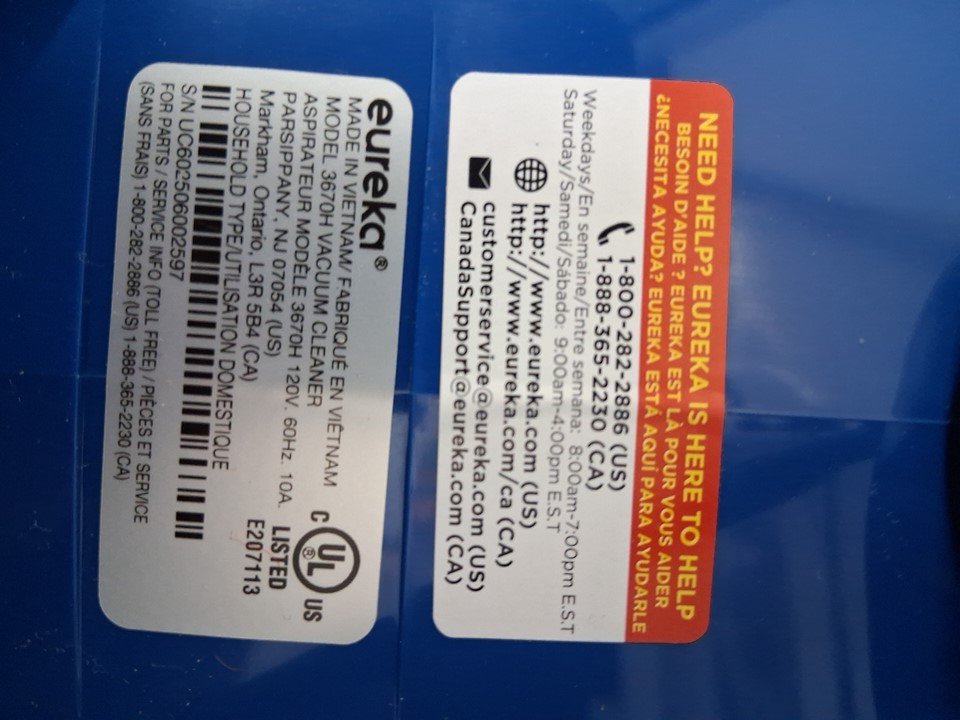 NEED HELP? EUREKA IS HERE TO HELP
BESOIN D'AIDE ? EUREKA EST LÀ POUR VOUS AIDER
¿NECESITA AYUDA? EUREKA ESTÁ AQUÍ PARA AYUDARLE
1-800-282-2886 (US)
1-888-365-2230 (CA)
Weekdays/En semaine/Entre semana: 8:00am-7:00pm E.S.T
Saturday/Samedi/Sábado: 9:00am-4:00pm E.S.T
http://www.eureka.com (US)
http://www.eureka.com/ca (CA)
customerservice@eureka.com (US)
CanadaSupport@eureka.com (CA)
eureka®
MADE IN VIETNAM/ FABRIQUÉ EN VIÊTNAM
MODEL 3670H VACUUM CLEANER
ASPIRATEUR MODÈLE 3670H 120V. 60Hz. 10A.
PARSIPPANY, NJ 07054 (US)
Markham, Ontario, L3R 5B4 (CA)
HOUSEHOLD TYPE/UTILISATION DOMESTIQUE
C UL® US
LISTED
E207113
S/N UC602506002597
FOR PARTS / SERVICE INFO (TOLL FREE) / PIÈCES ET SERVICE
(SANS FRAIS) 1-800-282-2886 (US) 1-888-365-2230 (CA)